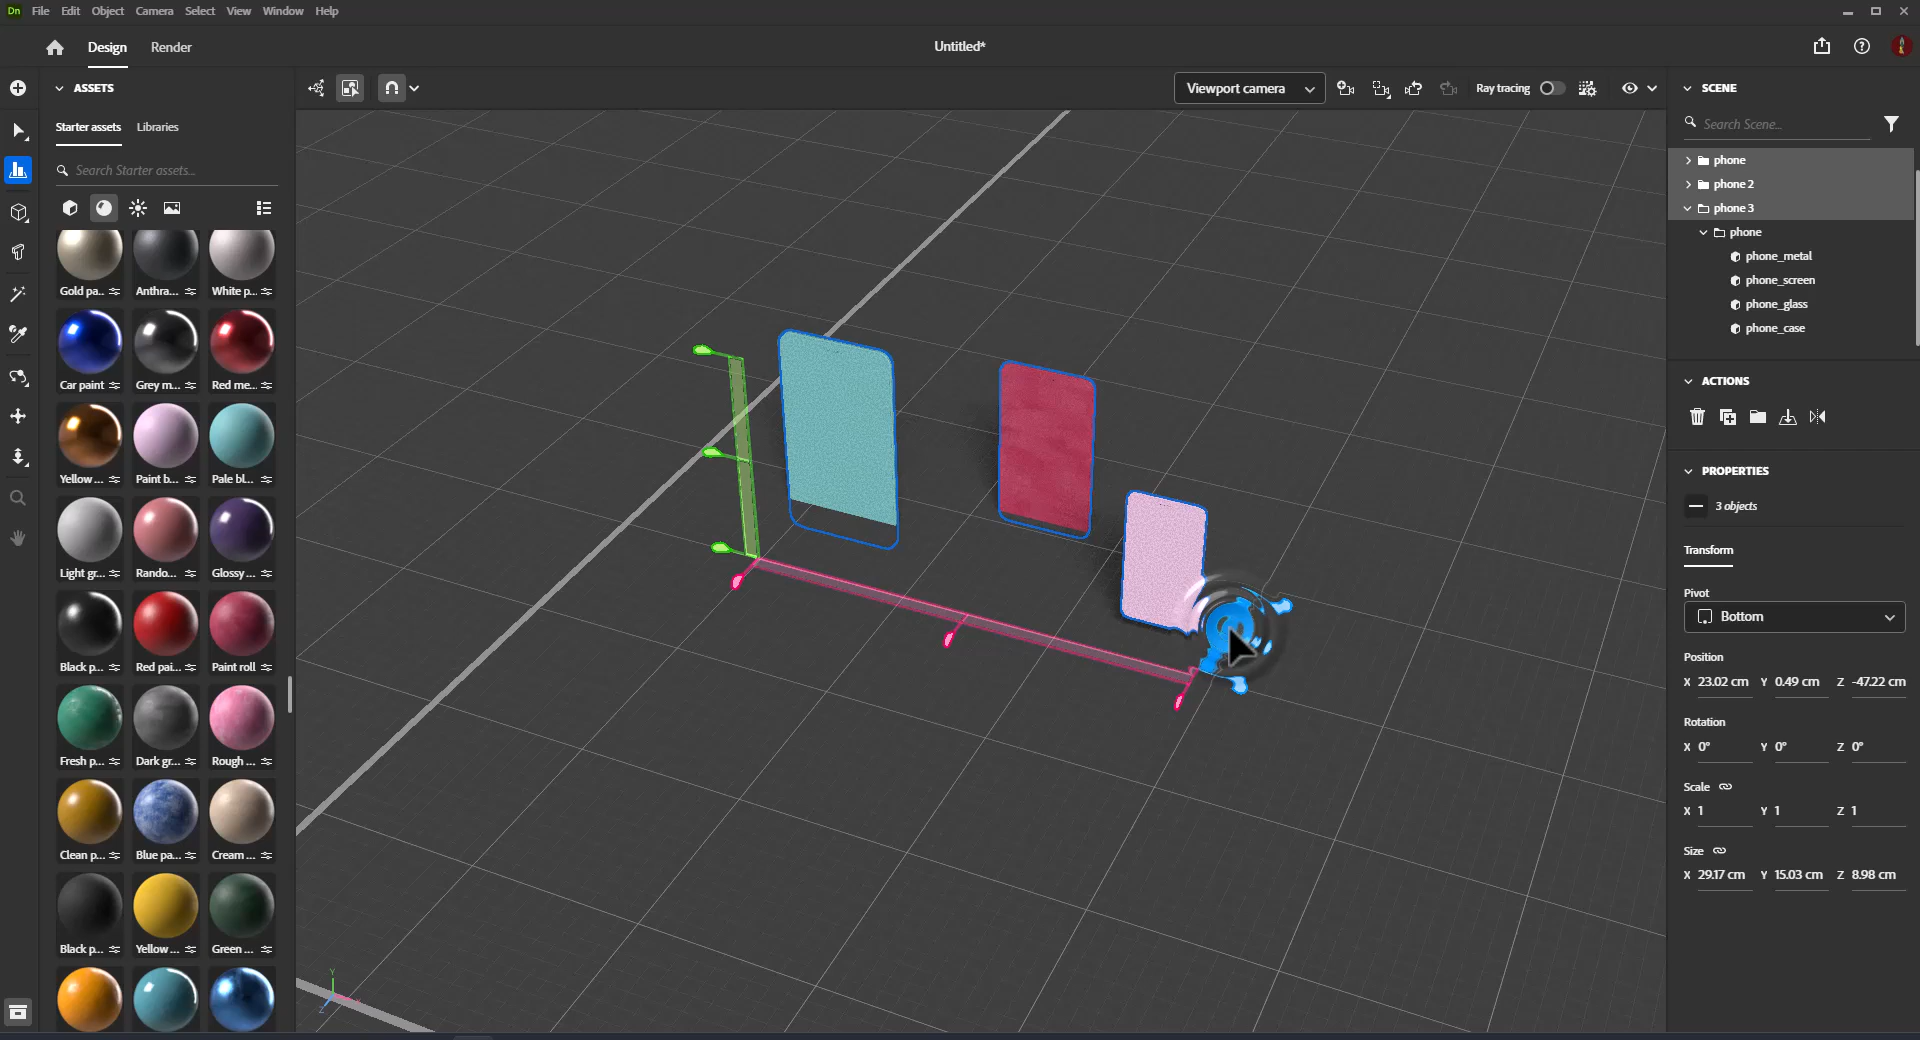 Dn File Edit Object Camera Select View Window Help
Design Render Untitled*
ASSETS
Starter assets Libraries
Search Starter assets...
Gold pa... Anthra... White p...
Car paint Grey m... Red me...
Yellow ... Paint b... Pale bl...
Light gr... Rando... Glossy ...
Black p... Red pai... Paint roll
Fresh p... Dark gr... Rough ...
Clean p... Blue pa... Cream ...
Black p... Yellow ... Green ...
Viewport camera Ray tracing
Y
Z
SCENE
Search Scene...
phone
phone 2
phone 3
phone
phone_metal
phone_screen
phone_glass
phone_case
ACTIONS
PROPERTIES
3 objects
Transform
Pivot
Bottom
Position
X 23.02 cm Y 0.49 cm Z -47.22 cm
Rotation
X 0° Y 0° Z 0°
Scale
X 1 Y 1 Z 1
Size
X 29.17 cm Y 15.03 cm Z 8.98 cm